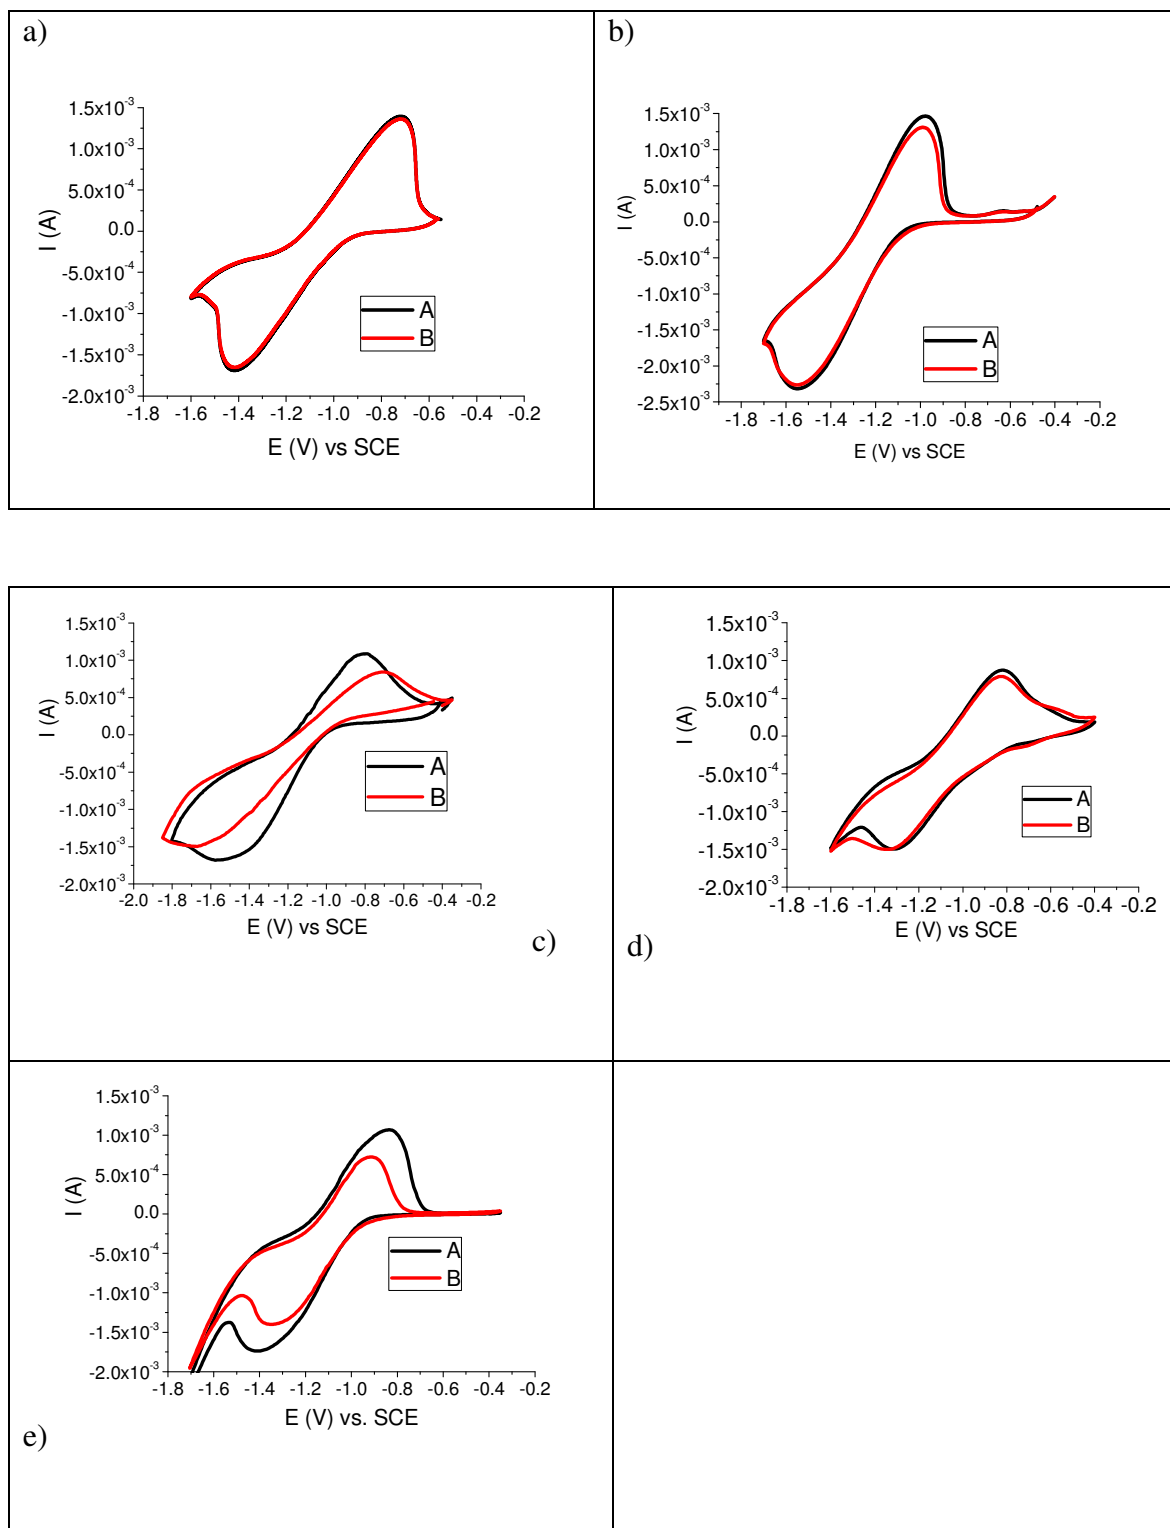 a)
1.5x10-3
1.0x10-3
5.0x10-4
0.0
-5.0x10-4
-1.0x10-3
-1.5x10-3
-2.0x10-3
I (A)
A
B
-1.8 -1.6 -1.4 -1.2 -1.0 -0.8 -0.6 -0.4
E (V) vs SCE
b)
1.5x10-3
1.0x10-3
5.0x10-4
0.0
-5.0x10-4
-1.0x10-3
-1.5x10-3
-2.0x10-3
-2.5x10-3
I (A)
A
B
-1.8 -1.6 -1.4 -1.2 -1.0 -0.8 -0.6 -0.4 -0.2
E (V) vs SCE
1.5x10-3
1.0x10-3
5.0x10-4
0.0
-5.0x10-4
-1.0x10-3
-1.5x10-3
-2.0x10-3
I (A)
A
B
-2.0 -1.8 -1.6 -1.4 -1.2 -1.0 -0.8 -0.6 -0.4 -0.2
E (V) vs SCE
c)
1.5x10-3
1.0x10-3
5.0x10-4
0.0
-5.0x10-4
-1.0x10-3
-1.5x10-3
-2.0x10-3
I (A)
A
B
-1.8 -1.6 -1.4 -1.2 -1.0 -0.8 -0.6 -0.4 -0.2
E (V) vs SCE
d)
1.5x10-3
1.0x10-3
5.0x10-4
0.0
-5.0x10-4
-1.0x10-3
-1.5x10-3
-2.0x10-3
I (A)
A
B
-1.8 -1.6 -1.4 -1.2 -1.0 -0.8 -0.6 -0.4 -0.2
E (V) vs. SCE
e)